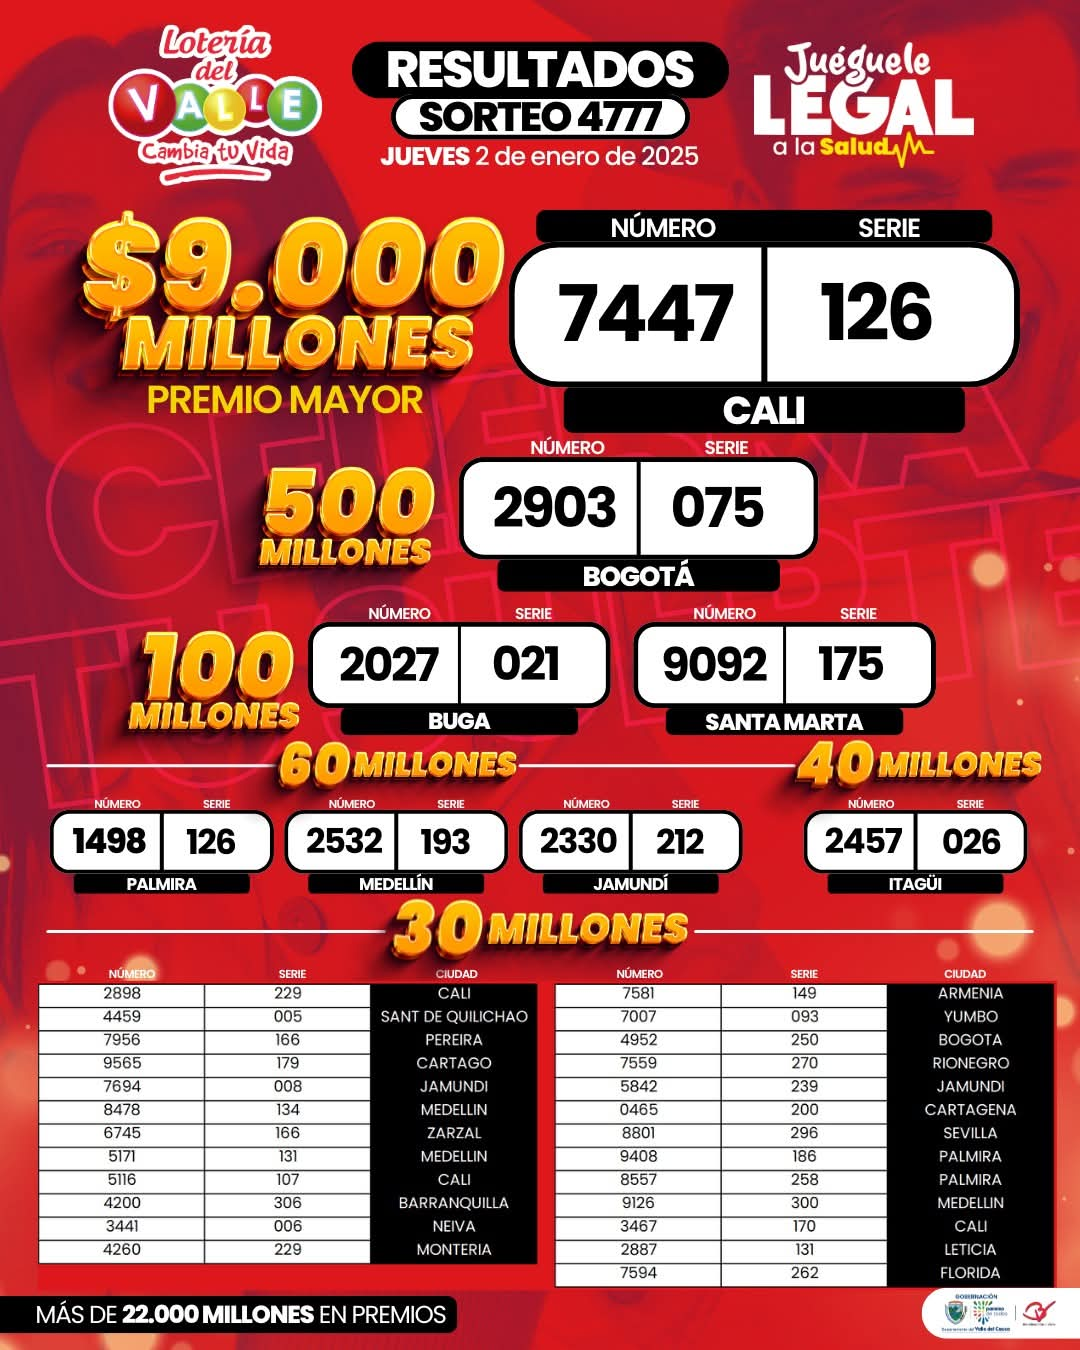 Lotería
del
VALLE
Cambia tu Vida
RESULTADOS
SORTEO 4777
JUEVES 2 de enero de 2025
Juéguele
LEGAL
a la Salud
$9.000
MILLONES
PREMIO MAYOR
NÚMERO SERIE
7447 126
CALI
500
MILLONES
NÚMERO SERIE
2903 075
BOGOTÁ
100
MILLONES
NÚMERO SERIE NÚMERO SERIE
2027 021 9092 175
BUGA SANTA MARTA
60 MILLONES 40 MILLONES
NÚMERO SERIE NÚMERO SERIE NÚMERO SERIE NÚMERO SERIE
1498 126 2532 193 2330 212 2457 026
PALMIRA MEDELLÍN JAMUNDÍ ITAGÜI
30 MILLONES
NÚMERO SERIE CIUDAD NÚMERO SERIE CIUDAD
2898 229 CALI 7581 149 ARMENIA
4459 005 SANT DE QUILICHAO 7007 093 YUMBO
7956 166 PEREIRA 4952 250 BOGOTA
9565 179 CARTAGO 7559 270 RIONEGRO
7694 008 JAMUNDI 5842 239 JAMUNDI
8478 134 MEDELLIN 0465 200 CARTAGENA
6745 166 ZARZAL 8801 296 SEVILLA
5171 131 MEDELLIN 9408 186 PALMIRA
5116 107 CALI 8557 258 PALMIRA
4200 306 BARRANQUILLA 9126 300 MEDELLIN
3441 006 NEIVA 3467 170 CALI
4260 229 MONTERIA 2887 131 LETICIA
7594 262 FLORIDA
MÁS DE 22.000 MILLONES EN PREMIOS
GOBERNACIÓN
Departamento del Valle del Cauca